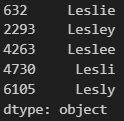 632     Leslie
2293    Lesley
4263    Leslee
4730     Lesli
6105     Lesly
dtype: object